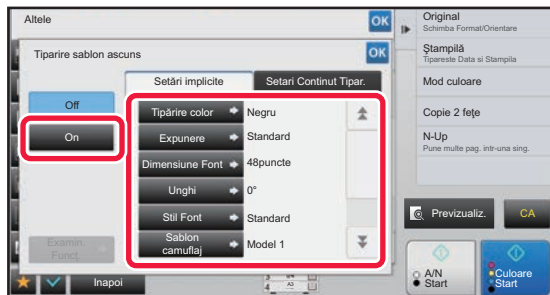 Altele
OK
Tiparire sablon ascuns
OK
Setări implicite
Setari Continut Tipar.
Off
On
Tipărire color
Negru
Expunere
Standard
Dimensiune Font
48puncte
Unghi
0°
Stil Font
Standard
Sablon
camuflaj
Model 1
Examin.
Funcţ.
Inapoi
Original
Schimba Format/Orientare
Ştampilă
Tipareste Data si Stampila
Mod culoare
Copie 2 feţe
N-Up
Pune multe pag. intr-una sing.
Previzualiz.
CA
A/N
Start
Culoare
Start